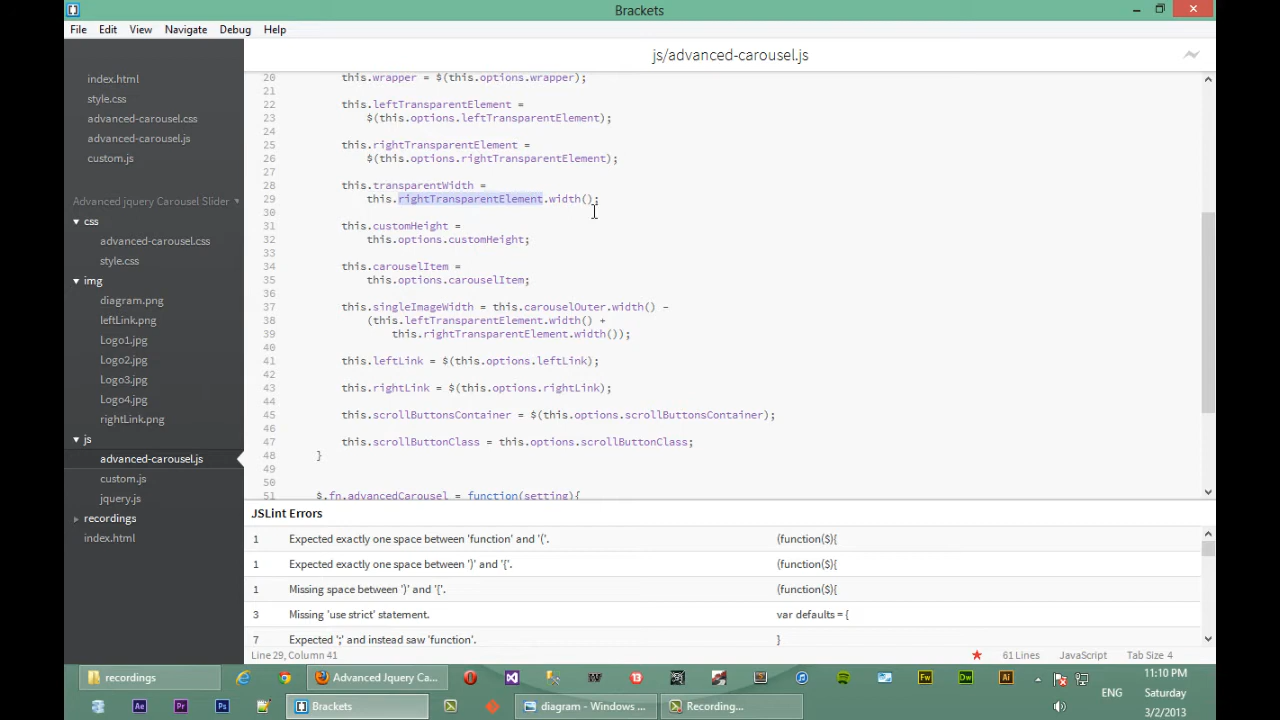 Brackets
File Edit View Navigate Debug Help
index.html
style.css
advanced-carousel.css
advanced-carousel.js
custom.js
Advanced jquery Carousel Slider
css
advanced-carousel.css
style.css
img
diagram.png
leftLink.png
Logo1.jpg
Logo2.jpg
Logo3.jpg
Logo4.jpg
rightLink.png
js
advanced-carousel.js
custom.js
jquery.js
recordings
index.html
js/advanced-carousel.js
20 this.wrapper = $(this.options.wrapper);
21
22 this.leftTransparentElement =
23 $(this.options.leftTransparentElement);
24
25 this.rightTransparentElement =
26 $(this.options.rightTransparentElement);
27
28 this.transparentWidth =
29 this.rightTransparentElement.width();
30
31 this.customHeight =
32 this.options.customHeight;
33
34 this.carouselItem =
35 this.options.carouselItem;
36
37 this.singleImageWidth = this.carouselOuter.width() -
38 (this.leftTransparentElement.width() +
39 this.rightTransparentElement.width());
40
41 this.leftLink = $(this.options.leftLink);
42
43 this.rightLink = $(this.options.rightLink);
44
45 this.scrollButtonsContainer = $(this.options.scrollButtonsContainer);
46
47 this.scrollButtonClass = this.options.scrollButtonClass;
48 }
49
50
51 $.fn.advancedCarousel = function(setting){
JSLint Errors
1 Expected exactly one space between 'function' and '('. (function($){
1 Expected exactly one space between ')' and '{'. (function($){
1 Missing space between ')' and '{'. (function($){
3 Missing 'use strict' statement. var defaults = {
7 Expected ';' and instead saw 'function'. }
Line 29, Column 41 61 Lines JavaScript Tab Size 4
recordings Advanced Jquery Ca... Fw Dw Ai 11:10 PM
ENG Saturday
Ae Pr Ps Brackets diagram - Windows ... Recording... 3/2/2013